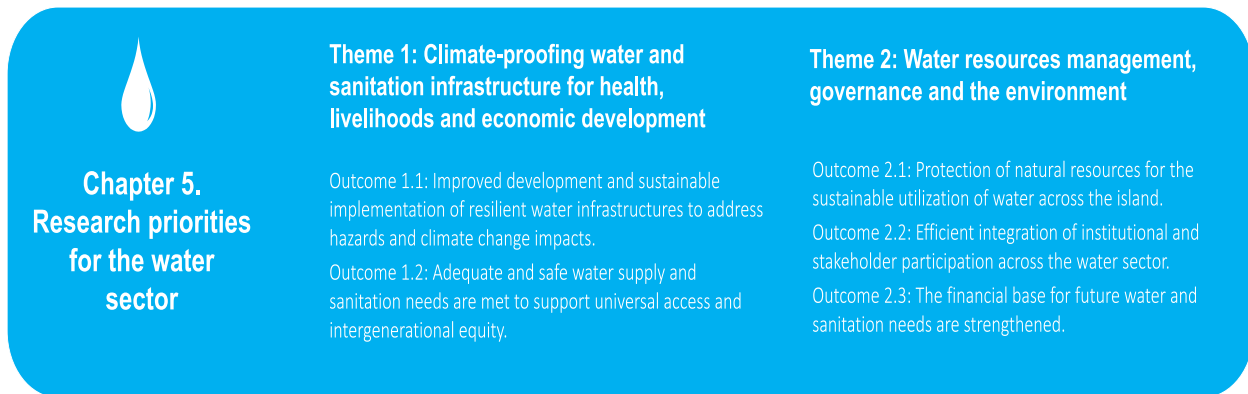 Chapter 5.
Research priorities
for the water
sector
Theme 1: Climate-proofing water and
sanitation infrastructure for health,
livelihoods and economic development
Outcome 1.1: Improved development and sustainable
implementation of resilient water infrastructures to address
hazards and climate change impacts.
Outcome 1.2: Adequate and safe water supply and
sanitation needs are met to support universal access and
intergenerational equity.
Theme 2: Water resources management,
governance and the environment
Outcome 2.1: Protection of natural resources for the
sustainable utilization of water across the island.
Outcome 2.2: Efficient integration of institutional and
stakeholder participation across the water sector.
Outcome 2.3: The financial base for future water and
sanitation needs are strengthened.